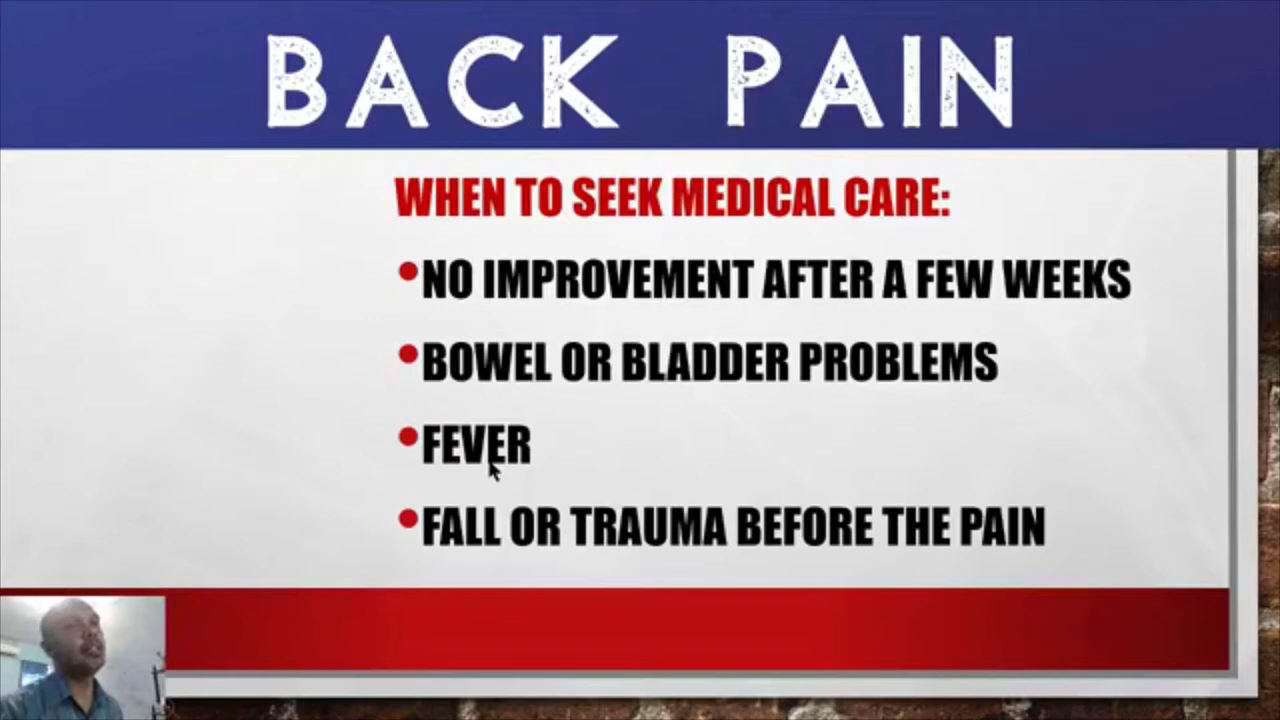 BACK PAIN
WHEN TO SEEK MEDICAL CARE:
•NO IMPROVEMENT AFTER A FEW WEEKS
•BOWEL OR BLADDER PROBLEMS
•FEVER
•FALL OR TRAUMA BEFORE THE PAIN